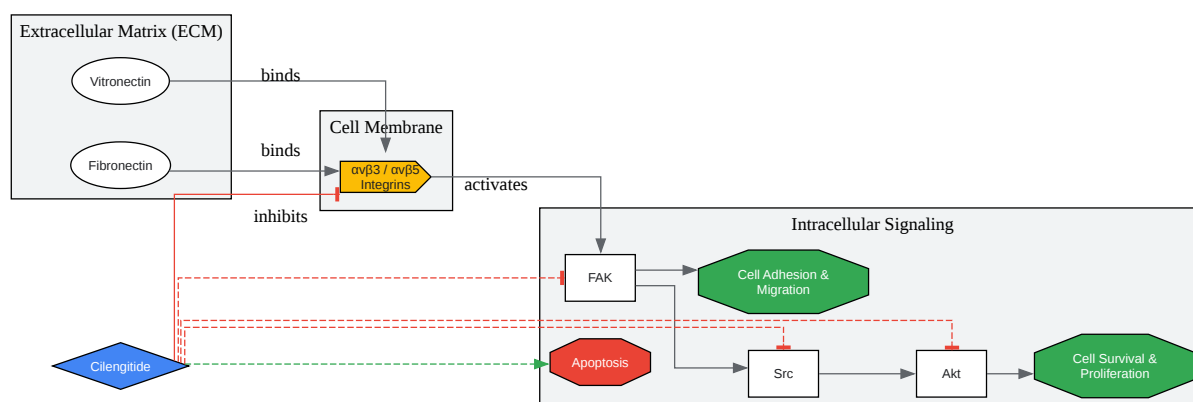 Extracellular Matrix (ECM)
Vitronectin
binds
Cell Membrane
Fibronectin
binds
αvβ3 / αvβ5
Integrins
activates
inhibits
Intracellular Signaling
FAK
Cell Adhesion &
Migration
Cilengitide
Apoptosis
Src
Akt
Cell Survival &
Proliferation